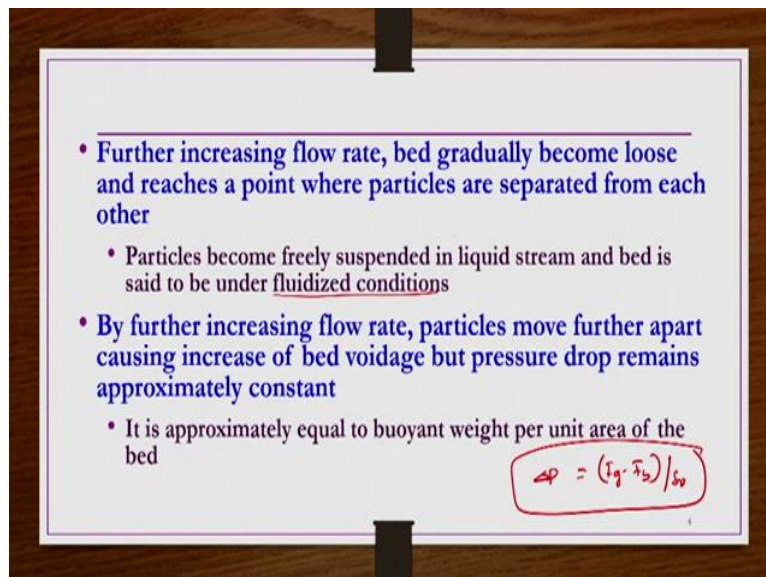 • Further increasing flow rate, bed gradually become loose
and reaches a point where particles are separated from each
other
• Particles become freely suspended in liquid stream and bed is
said to be under fluidized conditions
• By further increasing flow rate, particles move further apart
causing increase of bed voidage but pressure drop remains
approximately constant
• It is approximately equal to buoyant weight per unit area of the
bed
ΔP = (Fg - Fb)/S0